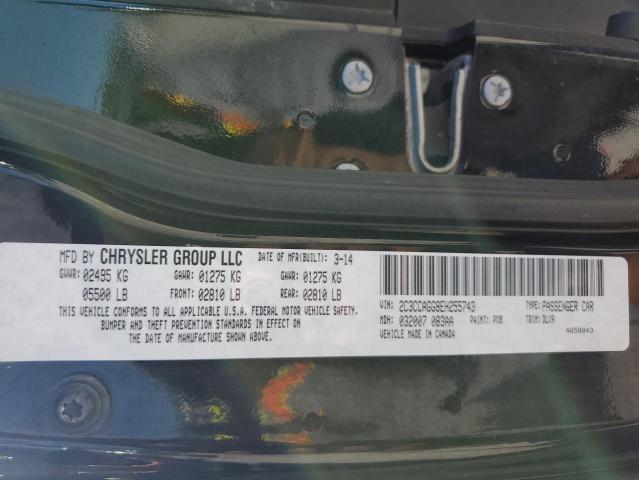 MFD BY CHRYSLER GROUP LLC DATE OF MFR(BUILT): 3-14
GVWR: 02495 KG GAWR: 01275 KG GAWR: 01275 KG
05500 LB FRONT: 02810 LB REAR: 02810 LB
THIS VEHICLE CONFORMS TO ALL APPLICABLE U.S.A. FEDERAL MOTOR VEHICLE SAFETY,
BUMPER AND THEFT PREVENTION STANDARDS IN EFFECT ON
THE DATE OF MANUFACTURE SHOWN ABOVE.
VIN: 2C3CCAGG8EH255743 TYPE: PASSENGER CAR
MDH: 032007 083AA PAINT: PX8 TRIM: DLX9
VEHICLE MADE IN CANADA 4658843